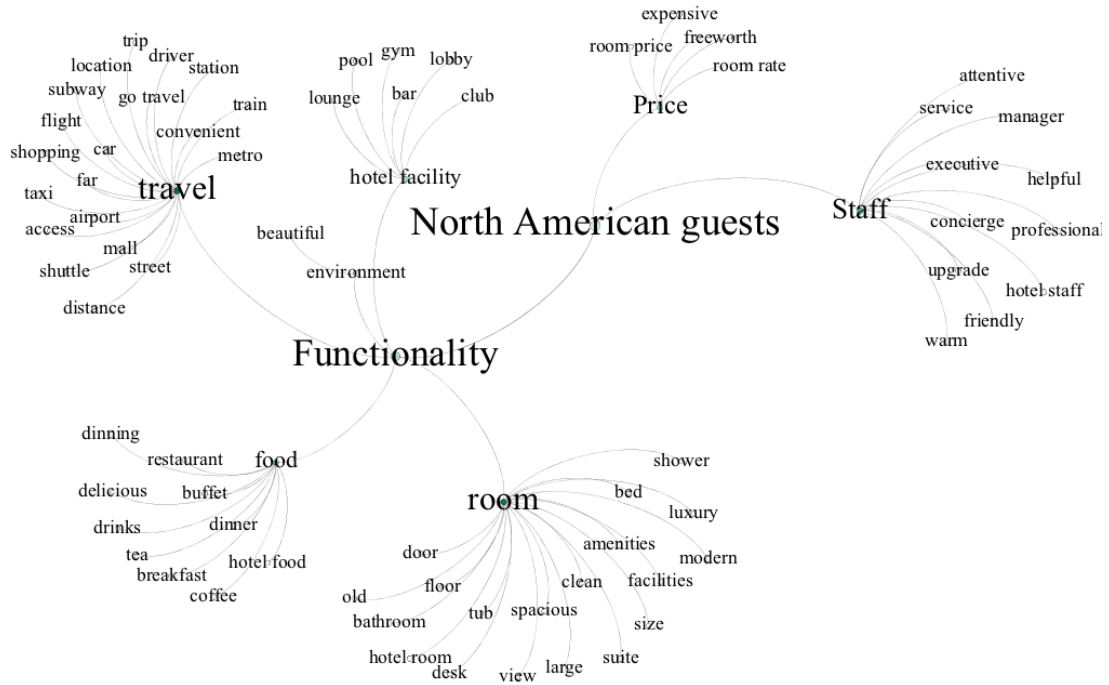 expensive
trip
driver
room price
freeworth
location
station
pool
gym
lobby
room rate
attentive
subway
go travel
train
lounge
bar
club
Price
service
manager
flight
convenient
shopping
car
metro
executive
helpful
taxi
far
travel
hotel facility
airport
access
beautiful
North American guests
Staff
concierge
professional
mall
shuttle
street
environment
upgrade
hotel staff
distance
friendly
warm
Functionality
dinning
restaurant
food
shower
delicious
buffet
room
bed
luxury
drinks
dinner
tea
hotel food
door
amenities
modern
breakfast
coffee
old
floor
clean
facilities
bathroom
tub
spacious
size
hotel room
desk
view
large
suite